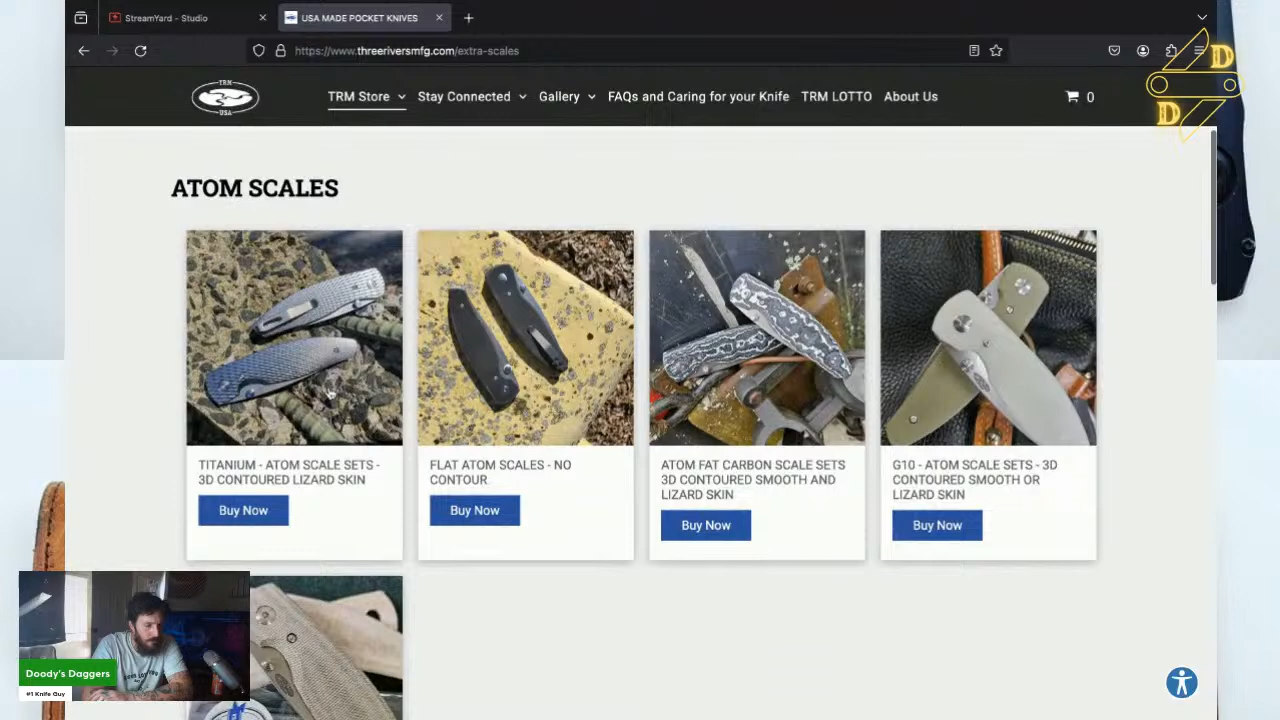 StreamYard - Studio
USA MADE POCKET KNIVES
https://www.threeriversmfg.com/extra-scales
D
D
TRM
USA
TRM Store
Stay Connected
Gallery
FAQs and Caring for your Knife
TRM LOTTO
About Us
0
ATOM SCALES
TITANIUM - ATOM SCALE SETS -
3D CONTOURED LIZARD SKIN
Buy Now
FLAT ATOM SCALES - NO
CONTOUR
Buy Now
ATOM FAT CARBON SCALE SETS
3D CONTOURED SMOOTH AND
LIZARD SKIN
Buy Now
G10 - ATOM SCALE SETS - 3D
CONTOURED SMOOTH OR
LIZARD SKIN
Buy Now
Doody's Daggers
#1 Knife Guy